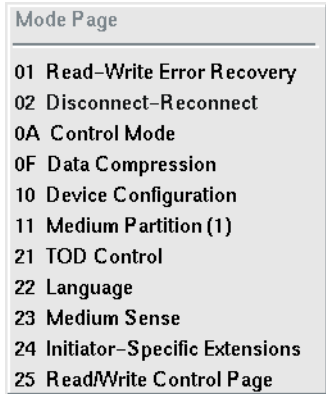 Mode Page
01 Read-Write Error Recovery
02 Disconnect-Reconnect
0A Control Mode
0F Data Compression
10 Device Configuration
11 Medium Partition (1)
21 TOD Control
22 Language
23 Medium Sense
24 Initiator-Specific Extensions
25 Read/Write Control Page